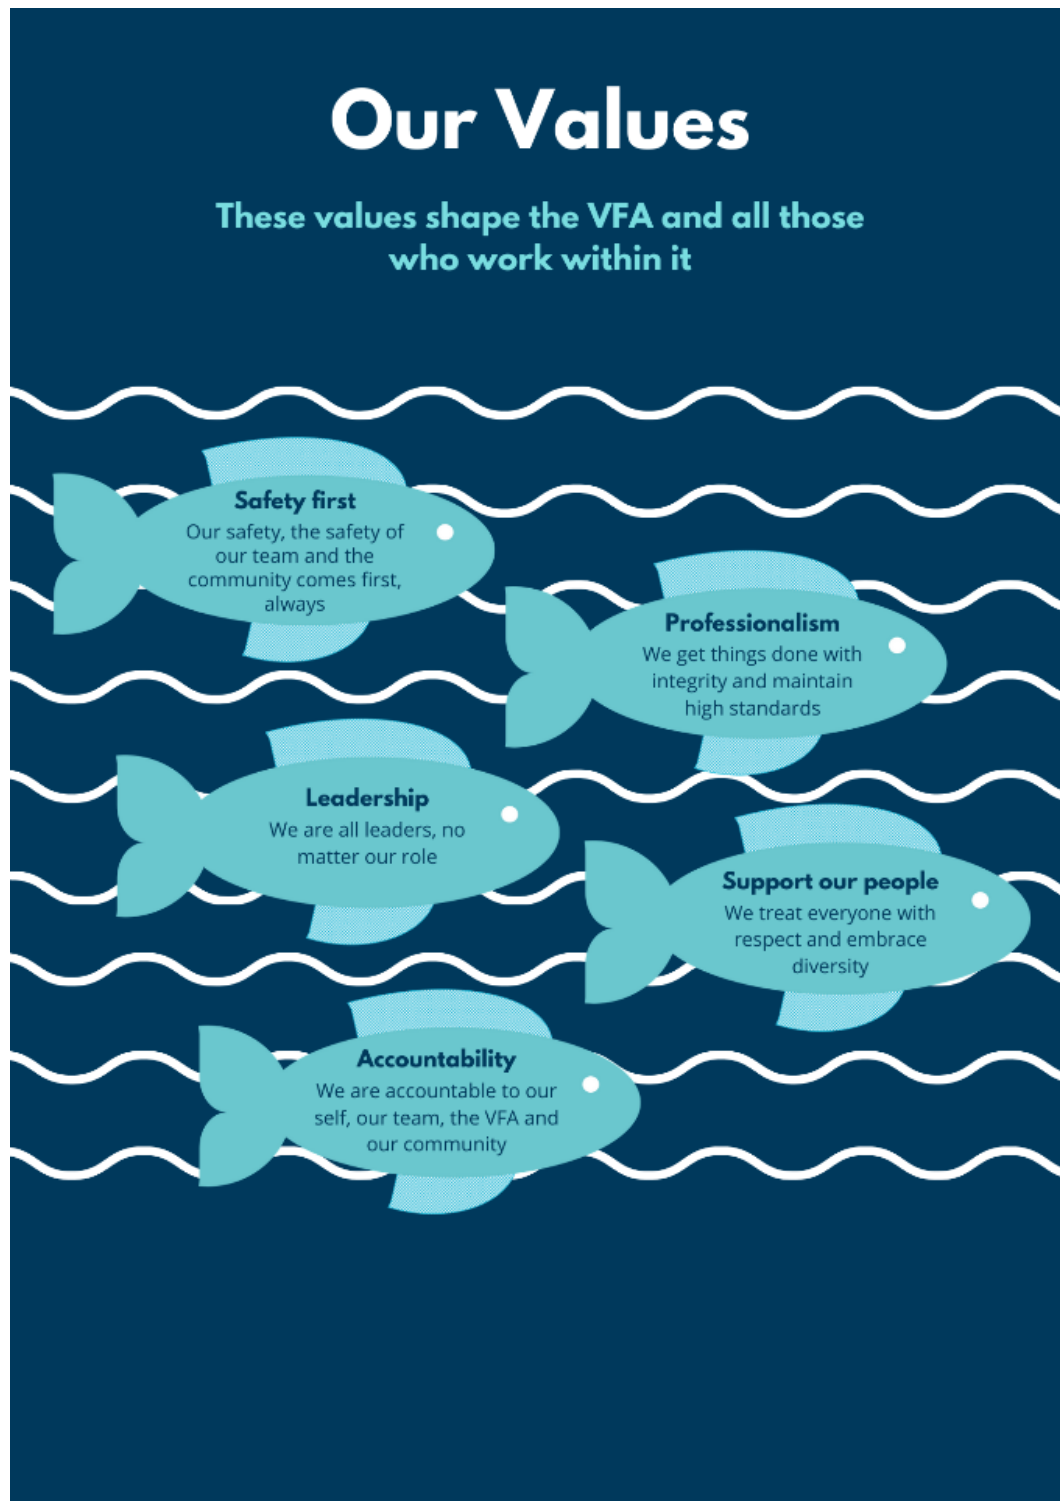 Our Values
These values shape the VFA and all those
who work within it
Safety first
Our safety, the safety of
our team and the
community comes first,
always
Professionalism
We get things done with
integrity and maintain
high standards
Leadership
We are all leaders, no
matter our role
Support our people
We treat everyone with
respect and embrace
diversity
Accountability
We are accountable to our
self, our team, the VFA and
our community